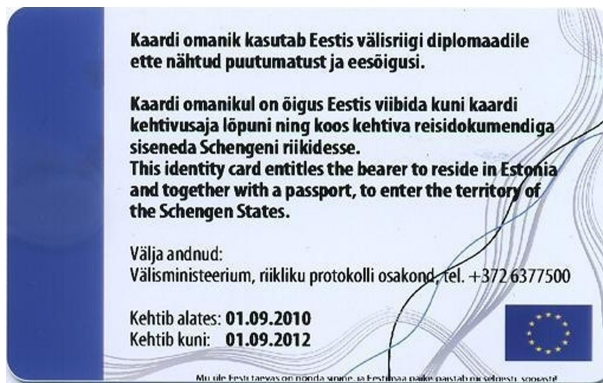 Kaardi omanik kasutab Eestis välisriigi diplomaadile
ette nähtud puutumatust ja eesõigusi.
Kaardi omanikul on õigus Eestis viibida kuni kaardi
kehtivusaja lõpuni ning koos kehtiva reisidokumendiga
siseneda Schengeni riikidesse.
This identity card entitles the bearer to reside in Estonia
and together with a passport, to enter the territory of
the Schengen States.
Välja andnud:
Välisministeerium, riikliku protokolli osakond, tel. +372 6377500
Kehtib alates: 01.09.2010
Kehtib kuni: 01.09.2012